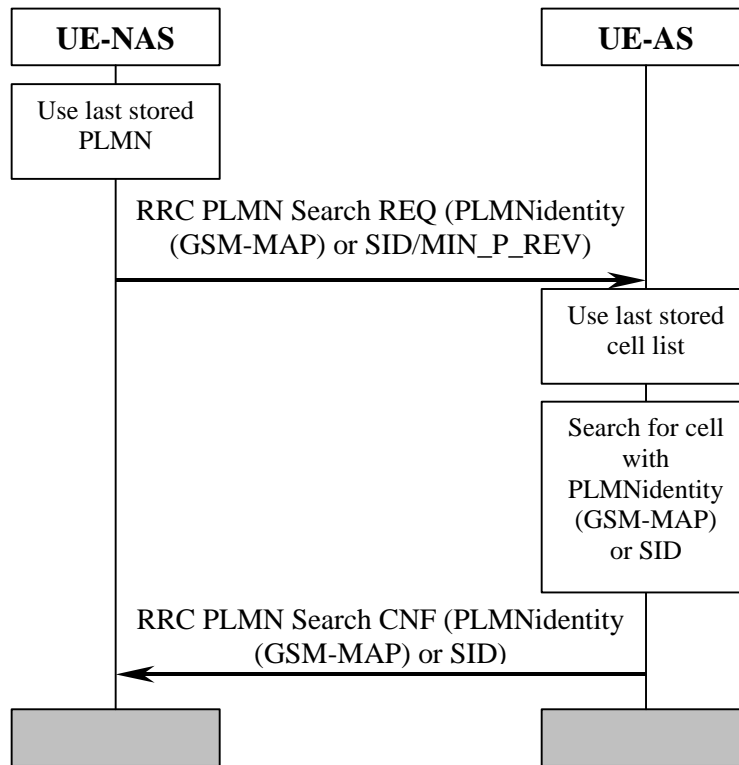 UE-NAS
UE-AS
Use last stored
PLMN
RRC PLMN Search REQ (PLMNidentity
(GSM-MAP) or SID/MIN_P_REV)
Use last stored
cell list
Search for cell
with
PLMNidentity
(GSM-MAP)
or SID
RRC PLMN Search CNF (PLMNidentity
(GSM-MAP) or SID)